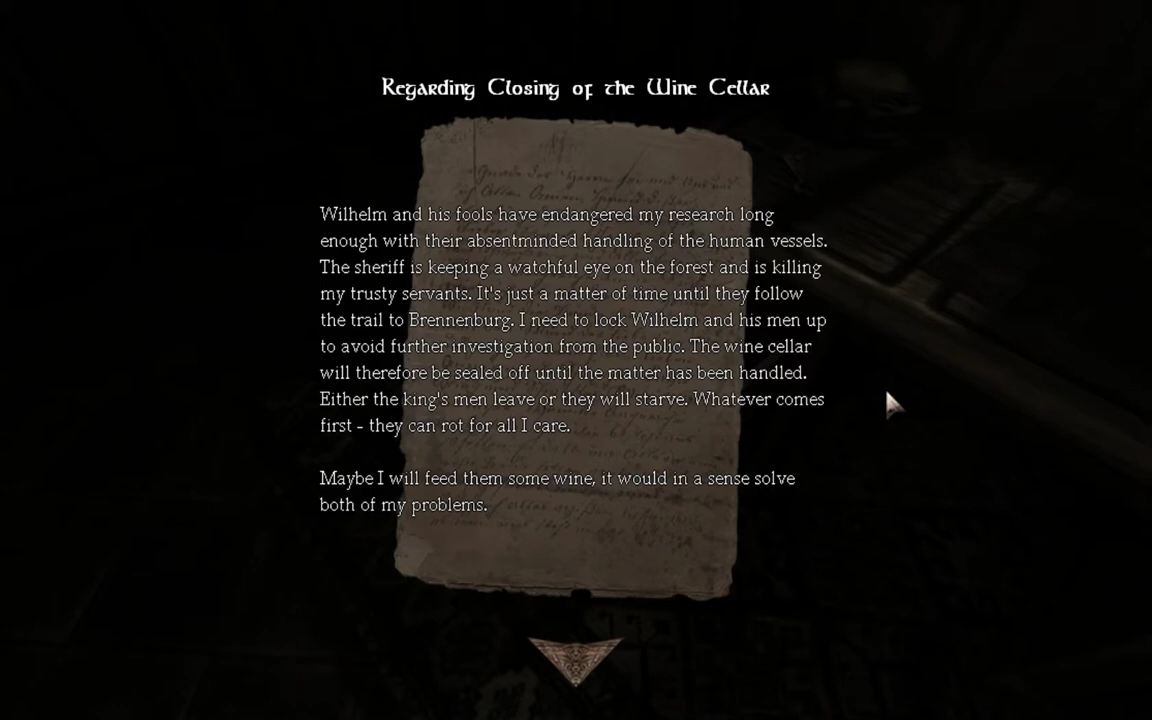 Regarding Closing of the Wine Cellar
Wilhelm and his fools have endangered my research long
enough with their absentminded handling of the human vessels.
The sheriff is keeping a watchful eye on the forest and is killing
my trusty servants. It's just a matter of time until they follow
the trail to Brennenburg. I need to lock Wilhelm and his men up
to avoid further investigation from the public. The wine cellar
will therefore be sealed off until the matter has been handled.
Either the king's men leave or they will starve. Whatever comes
first - they can rot for all I care.
Maybe I will feed them some wine, it would in a sense solve
both of my problems.